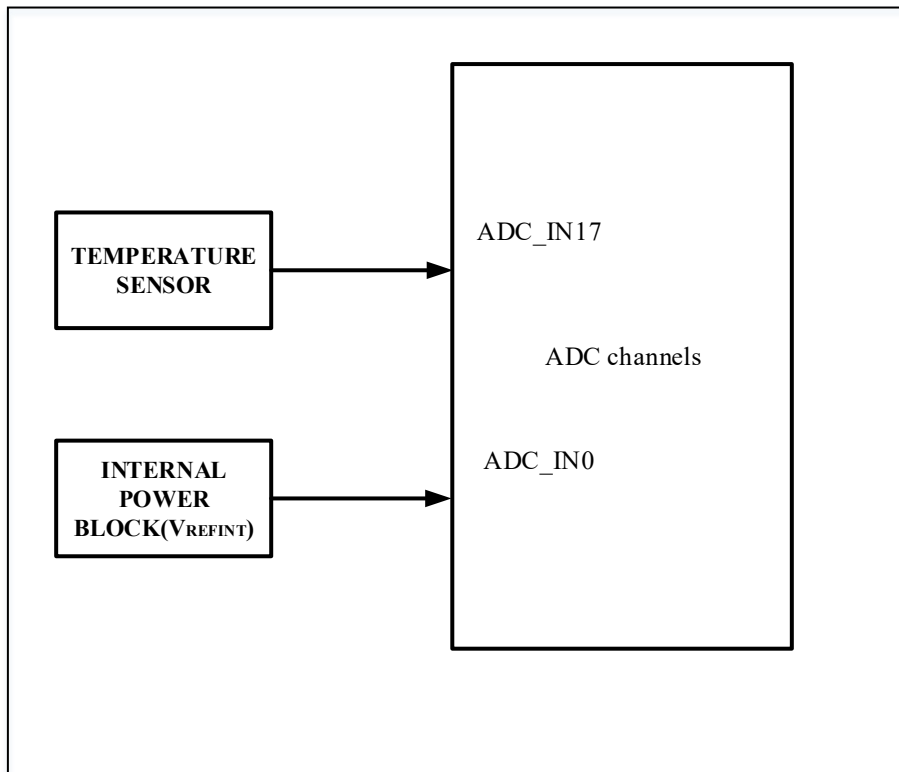 ADC_IN17
TEMPERATURE
SENSOR
ADC channels
ADC_IN0
INTERNAL
POWER
BLOCK(VREFINT)